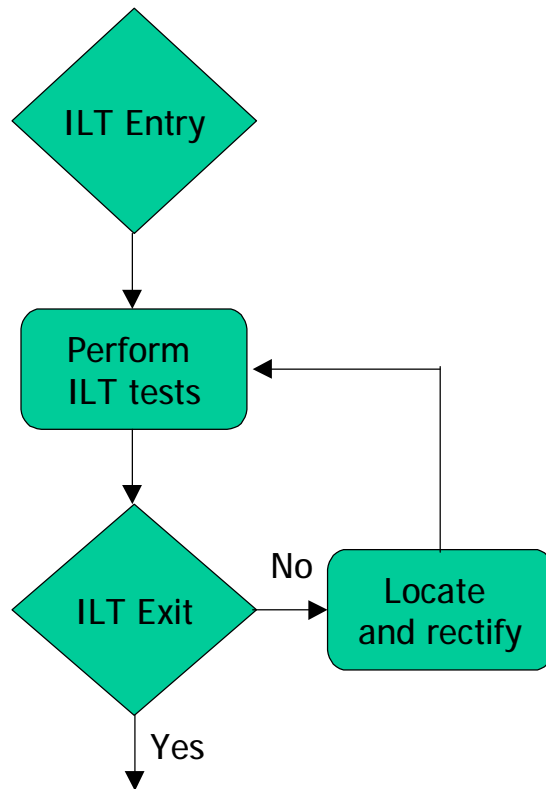 ILT Entry
Perform
ILT tests
ILT Exit
No
Locate
and rectify
Yes